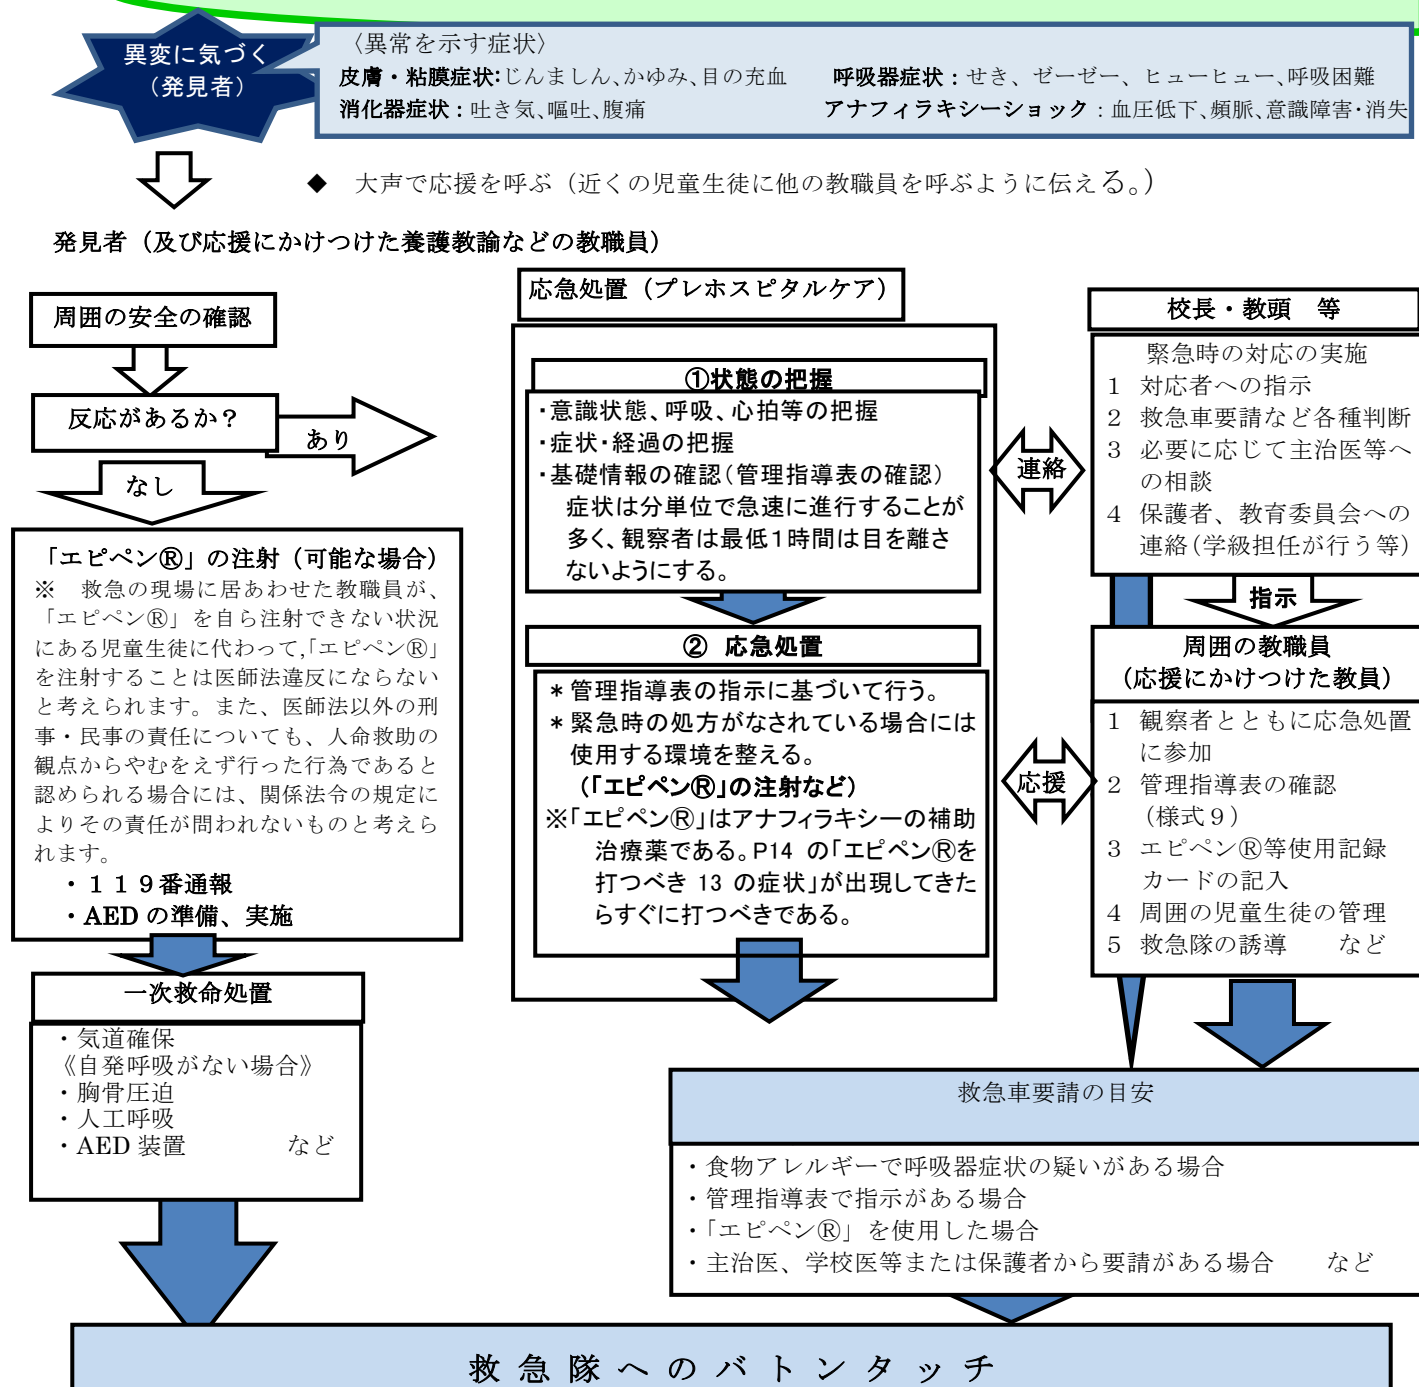 異変に気づく
（発見者）
〈異常を示す症状〉
皮膚・粘膜症状:じんましん、かゆみ、目の充血　呼吸器症状：せき、ゼーゼー、ヒューヒュー、呼吸困難
消化器症状：吐き気、嘔吐、腹痛　アナフィラキシーショック：血圧低下、頻脈、意識障害・消失
◆　大声で応援を呼ぶ（近くの児童生徒に他の教職員を呼ぶように伝える。）
発見者（及び応援にかけつけた養護教諭などの教職員）
周囲の安全の確認
反応があるか？
あり
なし
「エピペン®」の注射（可能な場合）
※　救急の現場に居あわせた教職員が、
「エピペン®」を自ら注射できない状況
にある児童生徒に代わって,「エピペン®」
を注射することは医師法違反にならない
と考えられます。また、医師法以外の刑
事・民事の責任についても、人命救助の
観点からやむをえず行った行為であると
認められる場合には、関係法令の規定に
よりその責任が問われないものと考えら
れます。
・１１９番通報
・AED の準備、実施
一次救命処置
・気道確保
《自発呼吸がない場合》
・胸骨圧迫
・人工呼吸
・AED 装置　　など
応急処置（プレホスピタルケア）
①状態の把握
・意識状態、呼吸、心拍等の把握
・症状・経過の把握
・基礎情報の確認（管理指導表の確認）
症状は分単位で急速に進行することが
多く、観察者は最低１時間は目を離さ
ないようにする。
②　応急処置
＊管理指導表の指示に基づいて行う。
＊緊急時の処方がなされている場合には
使用する環境を整える。
（「エピペン®」の注射など）
※「エピペン®」はアナフィラキシーの補助
治療薬である。P14 の「エピペン®を
打つべき 13 の症状」が出現してきた
らすぐに打つべきである。
連絡
応援
校長・教頭　等
緊急時の対応の実施
1　対応者への指示
2　救急車要請など各種判断
3　必要に応じて主治医等へ
の相談
4　保護者、教育委員会への
連絡（学級担任が行う等）
指示
周囲の教職員
（応援にかけつけた教員）
1　観察者とともに応急処置
に参加
2　管理指導表の確認
（様式９）
3　エピペン®等使用記録
カードの記入
4　周囲の児童生徒の管理
5　救急隊の誘導　　など
救急車要請の目安
・食物アレルギーで呼吸器症状の疑いがある場合
・管理指導表で指示がある場合
・「エピペン®」を使用した場合
・主治医、学校医等または保護者から要請がある場合　　など
救急隊へのバトンタッチ